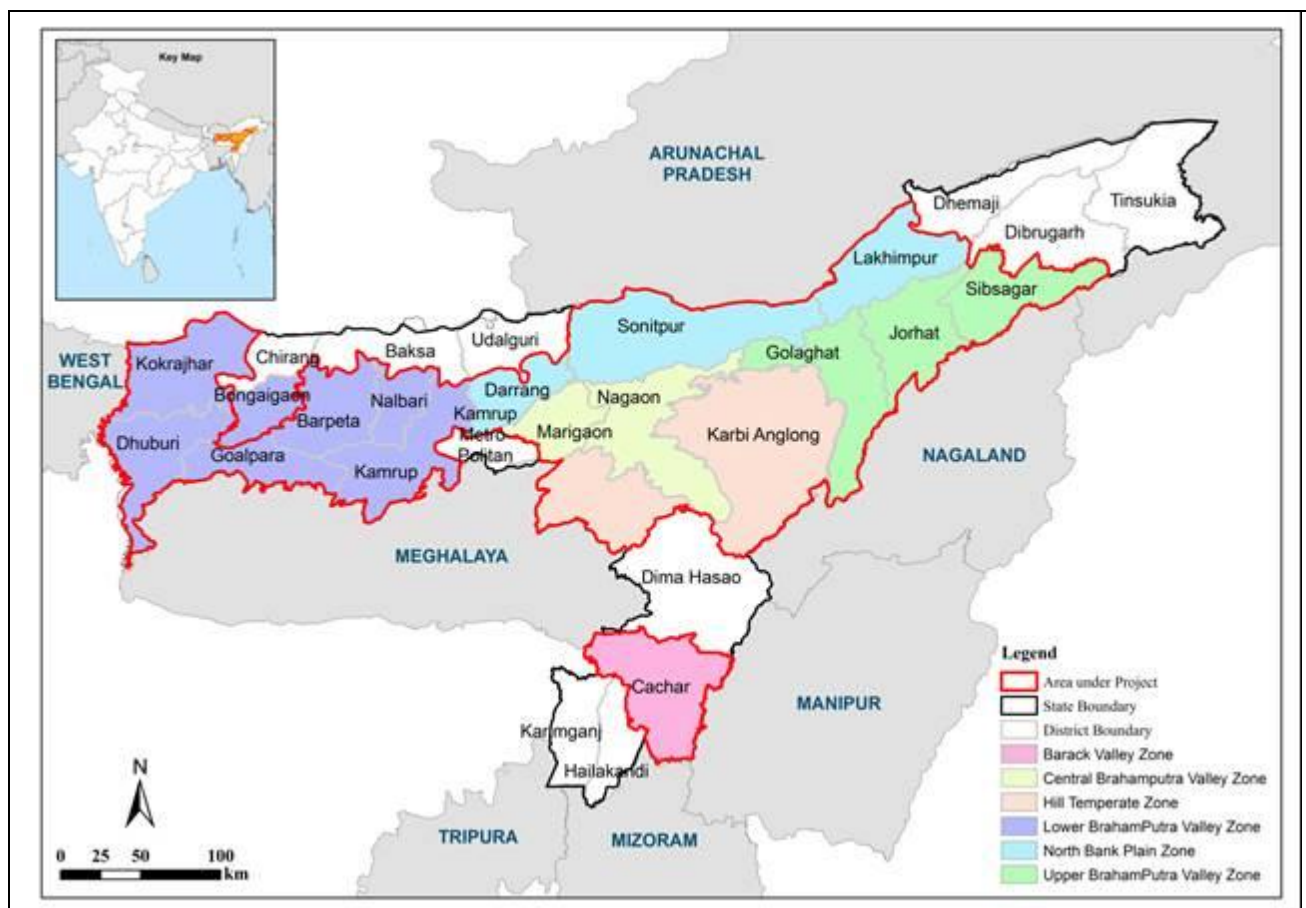 Key Map
ARUNACHAL
PRADESH
Dhemaji
Tinsukia
Dibrugarh
Lakhimpur
Sibsagar
Sonitpur
Jorhat
Golaghat
Udalguri
Baksa
Chirang
Kokrajhar
WEST
BENGAL
Bongaigaon
Nalbari
Barpeta
Darrang
Kamrup
Metro
Politan
Nagaon
Marigaon
Karbi Anglong
Dhuburi
Goalpara
Kamrup
NAGALAND
MEGHALAYA
Dima Hasao
Cachar
MANIPUR
Karimganj
Hailakandi
TRIPURA
MIZORAM
N
0 25 50 100
km
Legend
Area under Project
State Boundary
District Boundary
Barack Valley Zone
Central Brahamputra Valley Zone
Hill Temperate Zone
Lower BrahamPutra Valley Zone
North Bank Plain Zone
Upper BrahamPutra Valley Zone